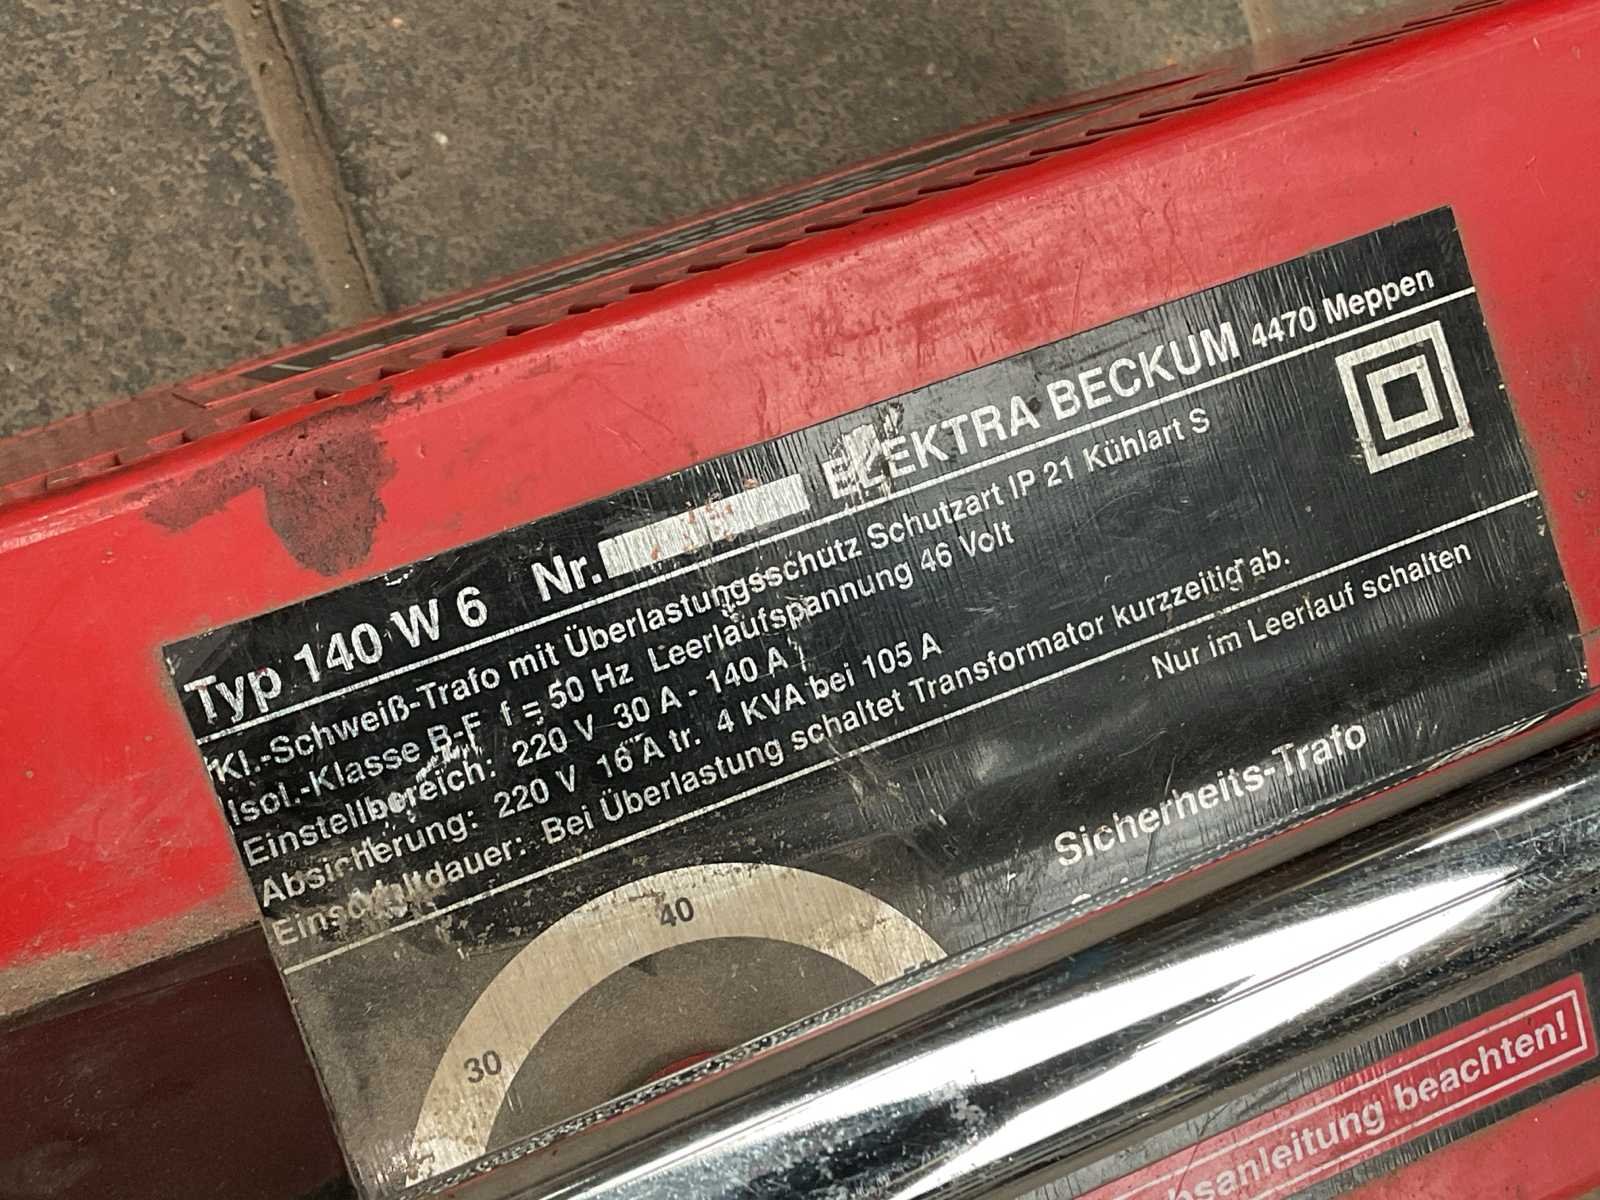 Typ 140 W 6 Nr. ELEKTRA BECKUM 4470 Meppen
Kl.-Schweiß-Trafo mit Überlastungsschutz Schutzart IP 21 Kühlart S
Isol.-Klasse B-F f = 50 Hz Leerlaufspannung 46 Volt
Einstellbereich: 220 V 30 A - 140 A
Absicherung: 220 V 16 A tr. 4 KVA bei 105 A
Einschaltdauer: Bei Überlastung schaltet Transformator kurzzeitig ab.
Nur im Leerlauf schalten
Sicherheits-Trafo
40
30
beachten!